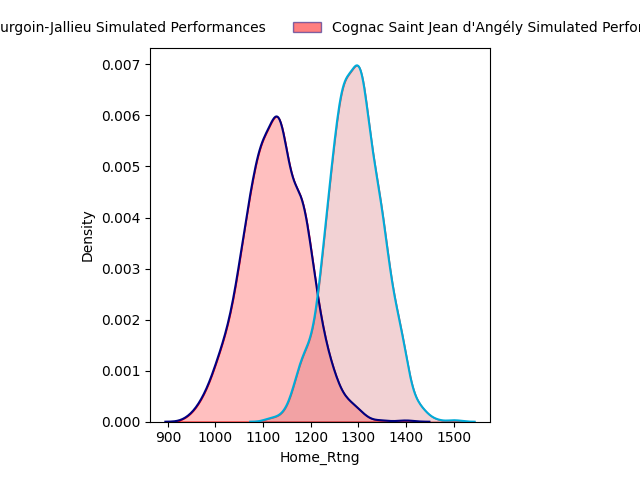 urgoin-Jallieu Simulated Performances Cognac Saint Jean d'Angély Simulated Perfor
0.007
0.006
0.005
0.004
0.003
0.002
0.001
0.000
Density
900 1000 1100 1200 1300 1400 1500
Home_Rtng